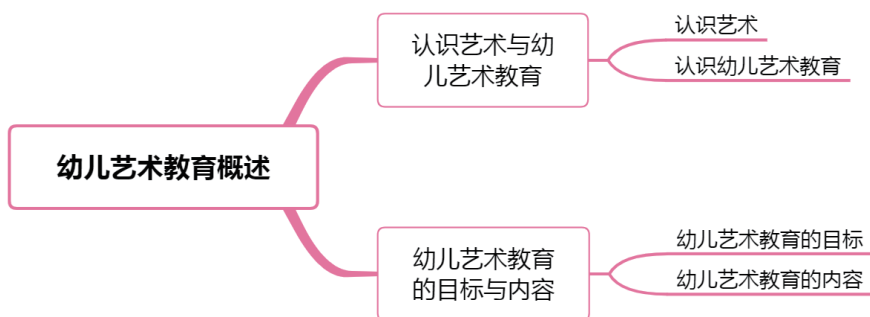 幼儿艺术教育概述
认识艺术与幼
儿艺术教育
认识艺术
认识幼儿艺术教育
幼儿艺术教育
的目标与内容
幼儿艺术教育的目标
幼儿艺术教育的内容